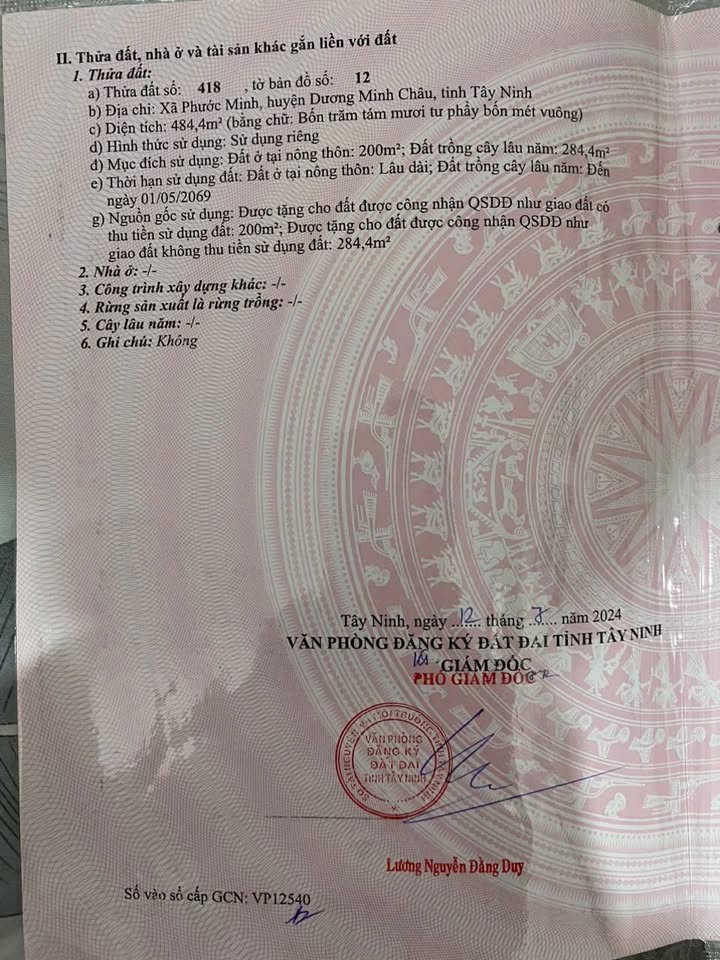 II. Thửa đất, nhà ở và tài sản khác gắn liền với đất
1. Thửa đất:
a) Thửa đất số: 418 , tờ bản đồ số: 12
b) Địa chỉ: Xã Phước Minh, huyện Dương Minh Châu, tỉnh Tây Ninh
c) Diện tích: 484,4m² (bằng chữ: Bốn trăm tám mươi tư phẩy bốn mét vuông)
d) Hình thức sử dụng: Sử dụng riêng
đ) Mục đích sử dụng: Đất ở tại nông thôn: 200m²; Đất trồng cây lâu năm: 284,4m²
e) Thời hạn sử dụng đất: Đất ở tại nông thôn: Lâu dài; Đất trồng cây lâu năm: Đến
ngày 01/05/2069
g) Nguồn gốc sử dụng: Được tặng cho đất được công nhận QSDĐ như giao đất có
thu tiền sử dụng đất: 200m²; Được tặng cho đất được công nhận QSDĐ như
giao đất không thu tiền sử dụng đất: 284,4m²
2. Nhà ở: -/-
3. Công trình xây dựng khác: -/-
4. Rừng sản xuất là rừng trồng: -/-
5. Cây lâu năm: -/-
6. Ghi chú: Không
Tây Ninh, ngày ..12.... tháng ..7.... năm 2024
VĂN PHÒNG ĐĂNG KÝ ĐẤT ĐAI TỈNH TÂY NINH
GIÁM ĐỐC
PHÓ GIÁM ĐỐC
VĂN PHÒNG
ĐĂNG KÝ
ĐẤT ĐAI
TỈNH TÂY NINH
Lương Nguyễn Đằng Duy
Số vào sổ cấp GCN: VP12540